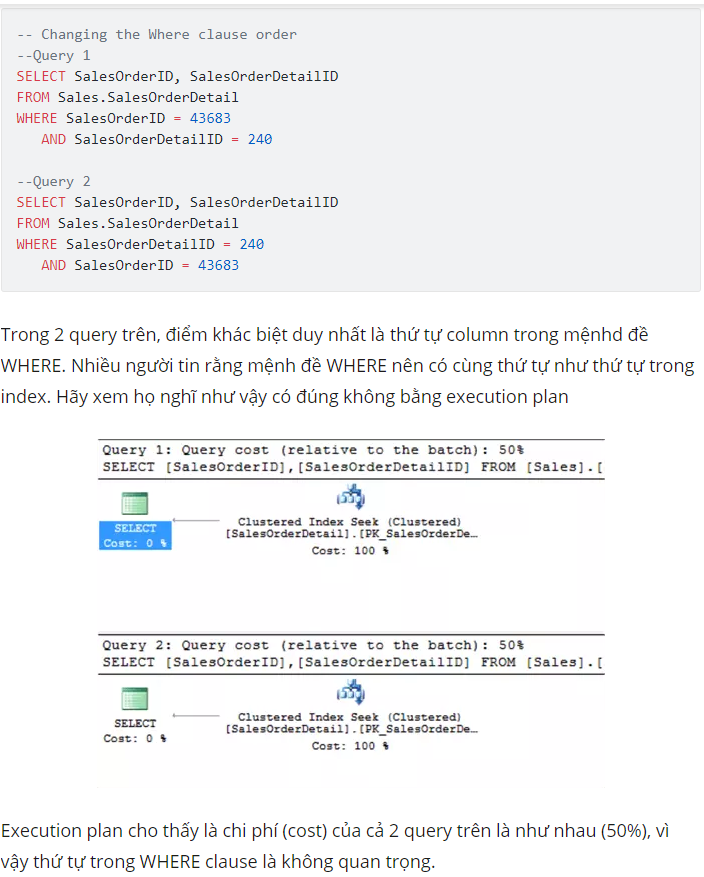 -- Changing the Where clause order
--Query 1
SELECT SalesOrderID, SalesOrderDetailID
FROM Sales.SalesOrderDetail
WHERE SalesOrderID = 43683
AND SalesOrderDetailID = 240
--Query 2
SELECT SalesOrderID, SalesOrderDetailID
FROM Sales.SalesOrderDetail
WHERE SalesOrderDetailID = 240
AND SalesOrderID = 43683
Trong 2 query trên, điểm khác biệt duy nhất là thứ tự column trong mệnhd đề
WHERE. Nhiều người tin rằng mệnh đề WHERE nên có cùng thứ tự như thứ tự trong
index. Hãy xem họ nghĩ như vậy có đúng không bằng execution plan
Query 1: Query cost (relative to the batch): 50%
SELECT [SalesOrderID],[SalesOrderDetailID] FROM [Sales].[
SELECT
Cost: 0 %
Clustered Index Seek (Clustered)
[SalesOrderDetail].[PK_SalesOrderDe…
Cost: 100 %
Query 2: Query cost (relative to the batch): 50%
SELECT [SalesOrderID],[SalesOrderDetailID] FROM [Sales].[
SELECT
Cost: 0 %
Clustered Index Seek (Clustered)
[SalesOrderDetail].[PK_SalesOrderDe…
Cost: 100 %
Execution plan cho thấy là chi phí (cost) của cả 2 query trên là như nhau (50%), vì
vậy thứ tự trong WHERE clause là không quan trọng.